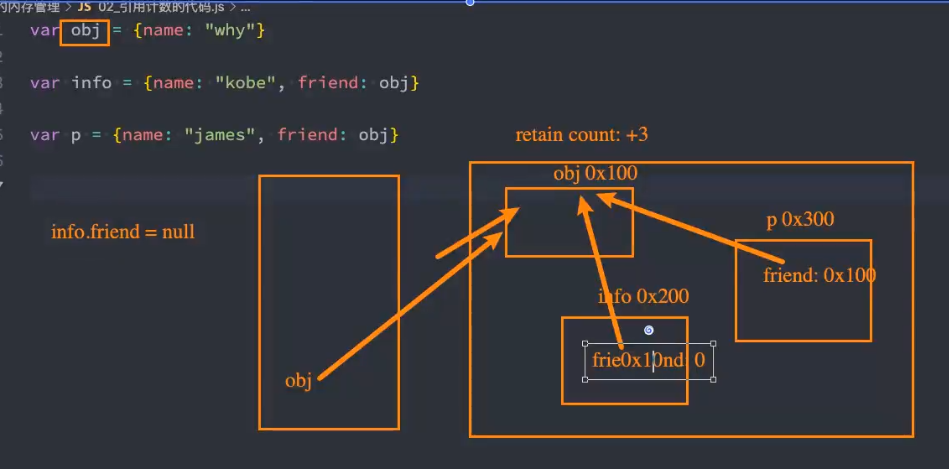 的内存管理 > JS 02_引用计数的代码.js > ...
var obj = {name: "why"}
var info = {name: "kobe", friend: obj}
var p = {name: "james", friend: obj}
retain count: +3
obj 0x100
info.friend = null
p 0x300
friend: 0x100
info 0x200
frie0x10nd: 0
obj